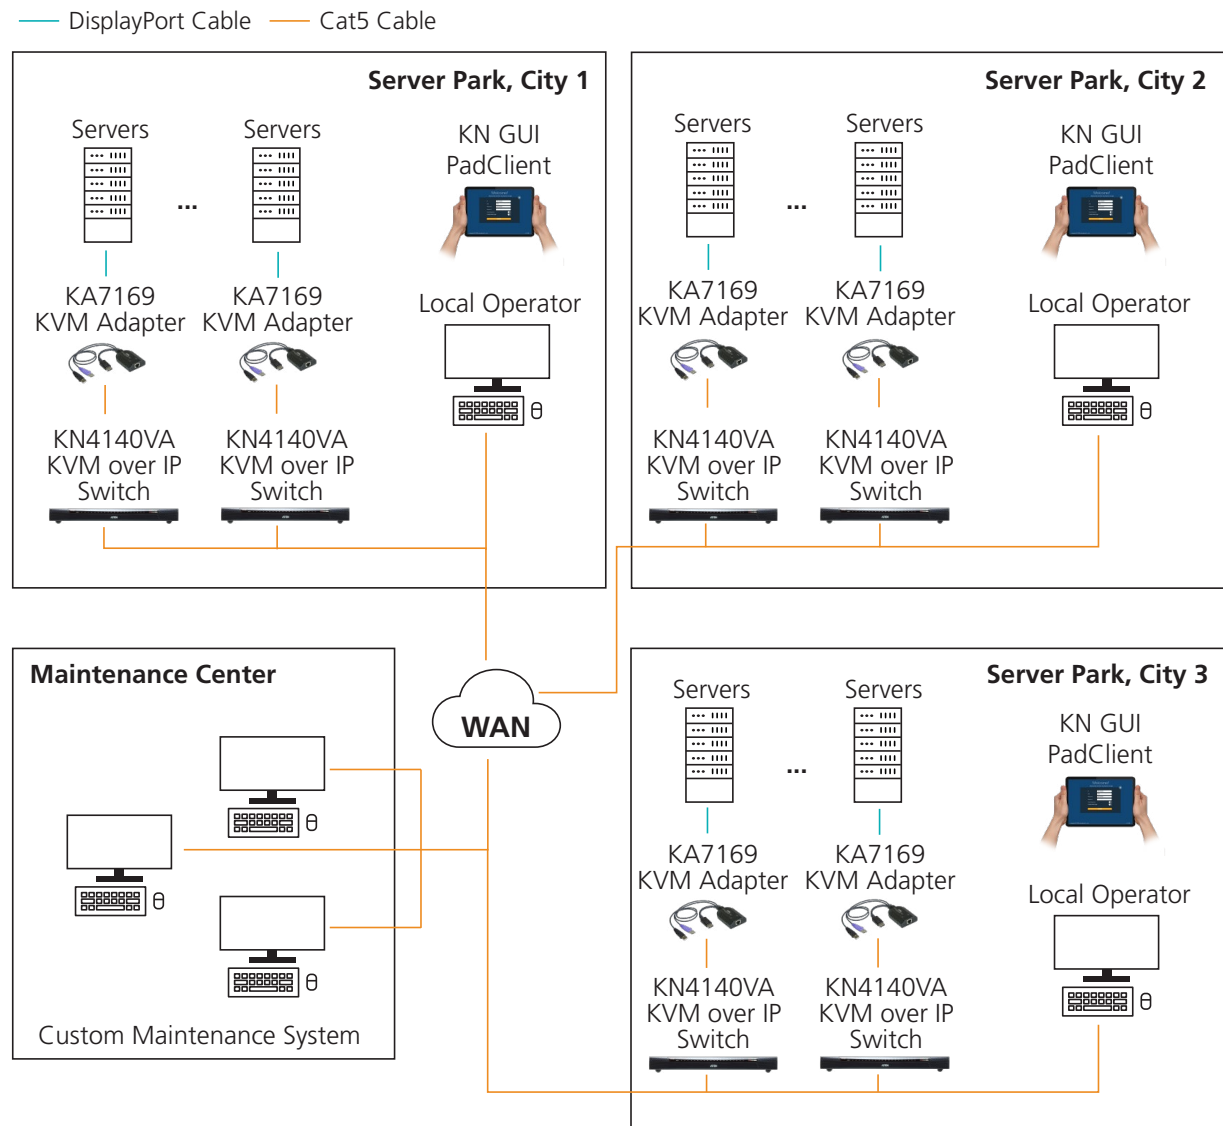 DisplayPort Cable
Cat5 Cable
Server Park, City 1
Servers
Servers
KN GUI
PadClient
...
KA7169
KVM Adapter
KA7169
KVM Adapter
Local Operator
KN4140VA
KVM over IP
Switch
KN4140VA
KVM over IP
Switch
Server Park, City 2
Servers
Servers
KN GUI
PadClient
...
KA7169
KVM Adapter
KA7169
KVM Adapter
Local Operator
KN4140VA
KVM over IP
Switch
KN4140VA
KVM over IP
Switch
Maintenance Center
Custom Maintenance System
WAN
Server Park, City 3
Servers
Servers
KN GUI
PadClient
...
KA7169
KVM Adapter
KA7169
KVM Adapter
Local Operator
KN4140VA
KVM over IP
Switch
KN4140VA
KVM over IP
Switch